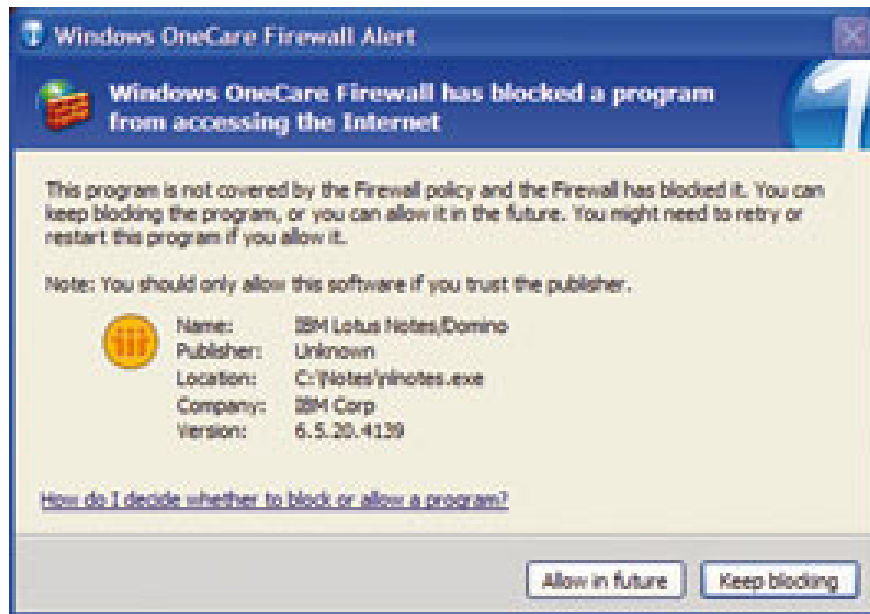 Windows OneCare Firewall Alert
Windows OneCare Firewall has blocked a program
from accessing the Internet
This program is not covered by the Firewall policy and the Firewall has blocked it. You can
keep blocking the program, or you can allow it in the future. You might need to retry or
restart this program if you allow it.
Note: You should only allow this software if you trust the publisher.
Name: IBM Lotus Notes/Domino
Publisher: Unknown
Location: C:\Notes\nlnotes.exe
Company: IBM Corp
Version: 6.5.20.4139
How do I decide whether to block or allow a program?
Allow in future Keep blocking